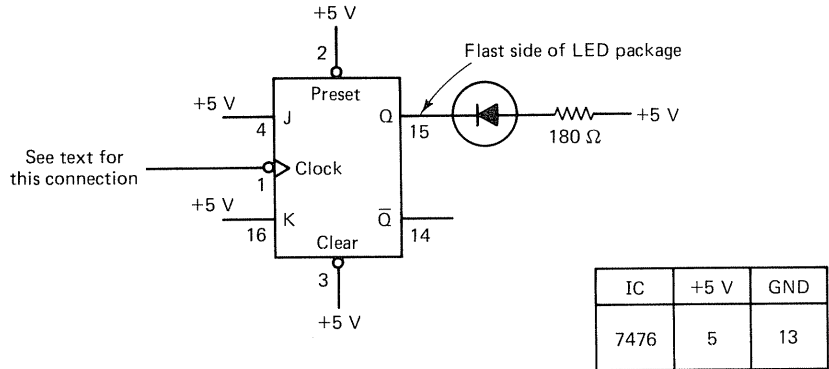 +5 V
2
Flast side of LED package
Preset
+5 V
J
Q
4
15
+5 V
180 Ω
See text for
this connection
Clock
1
+5 V
K
Q̅
16
14
Clear
3
+5 V
IC +5 V GND
7476 5 13